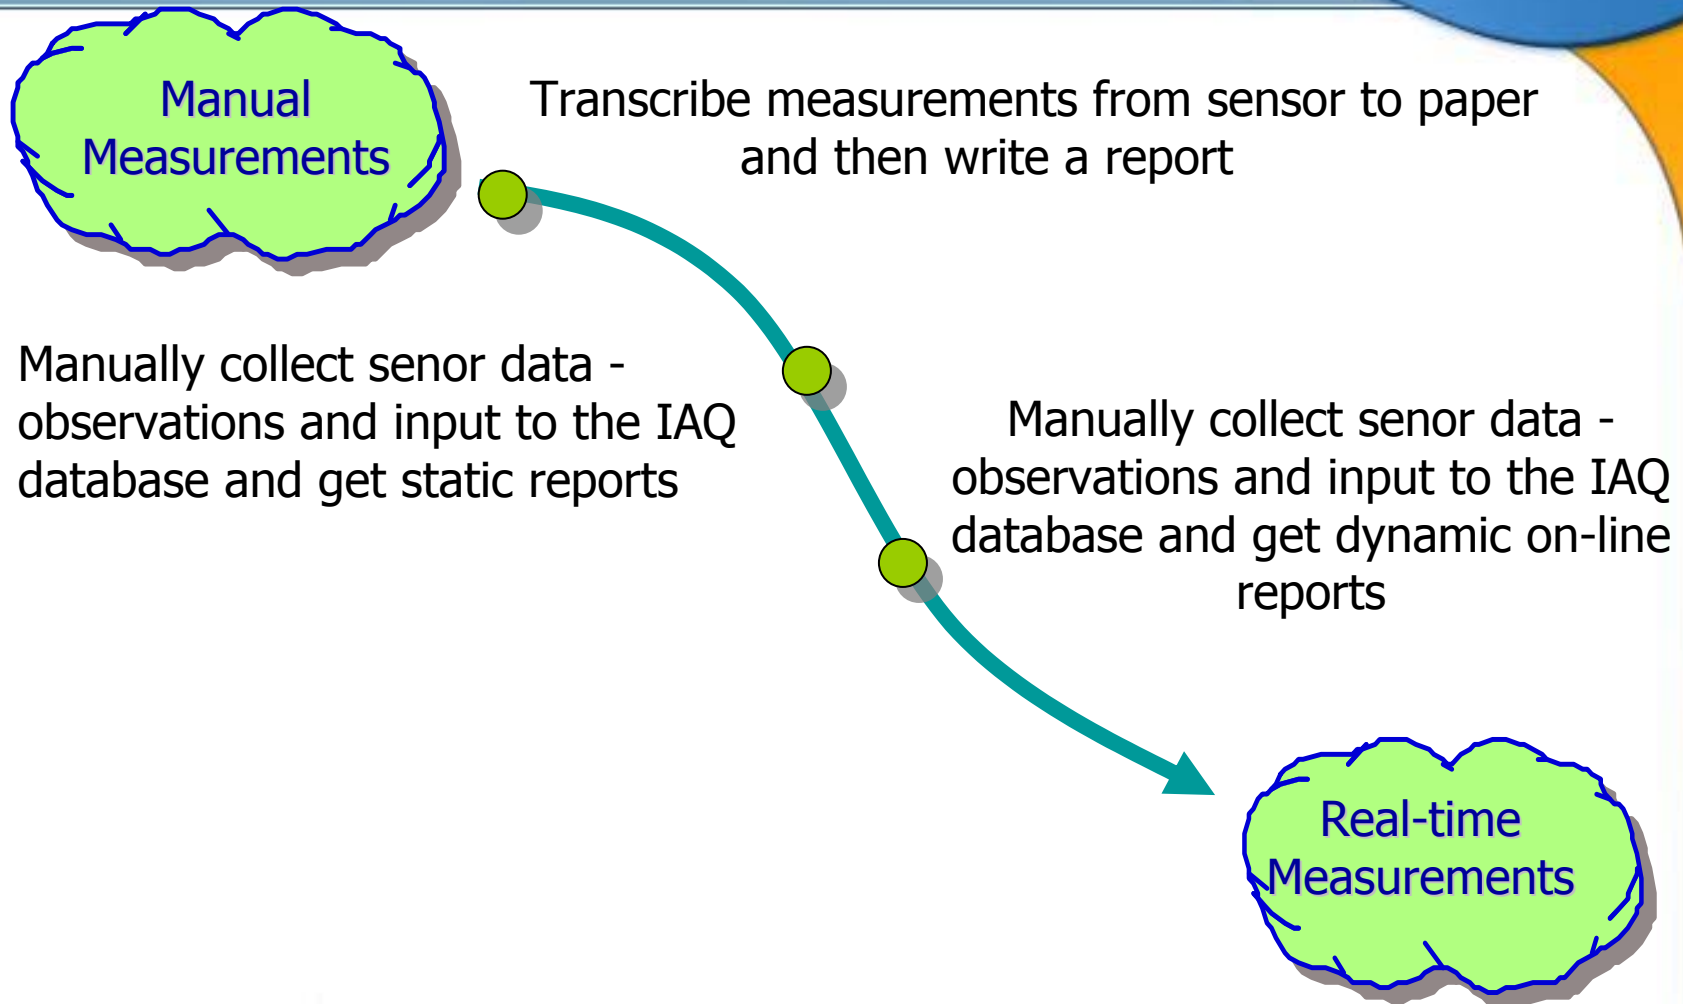 Manual
Measurements
Transcribe measurements from sensor to paper
and then write a report
Manually collect senor data -
observations and input to the IAQ
database and get static reports
Manually collect senor data -
observations and input to the IAQ
database and get dynamic on-line
reports
Real-time
Measurements